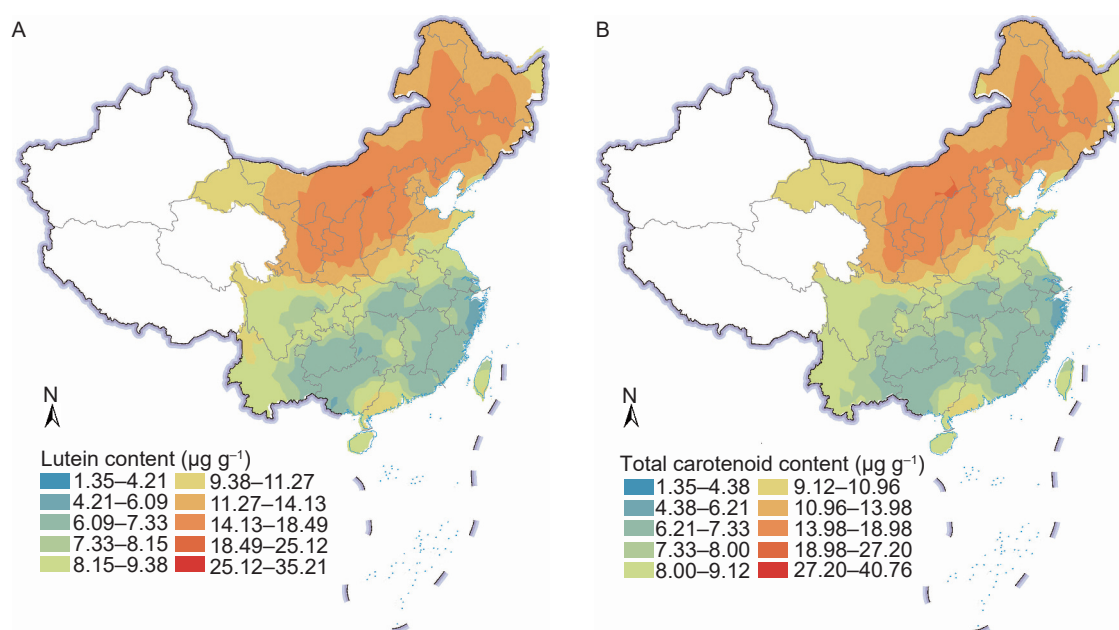 A
B
N
N
Lutein content (µg g⁻¹)
1.35–4.21 9.38–11.27
4.21–6.09 11.27–14.13
6.09–7.33 14.13–18.49
7.33–8.15 18.49–25.12
8.15–9.38 25.12–35.21
Total carotenoid content (µg g⁻¹)
1.35–4.38 9.12–10.96
4.38–6.21 10.96–13.98
6.21–7.33 13.98–18.98
7.33–8.00 18.98–27.20
8.00–9.12 27.20–40.76